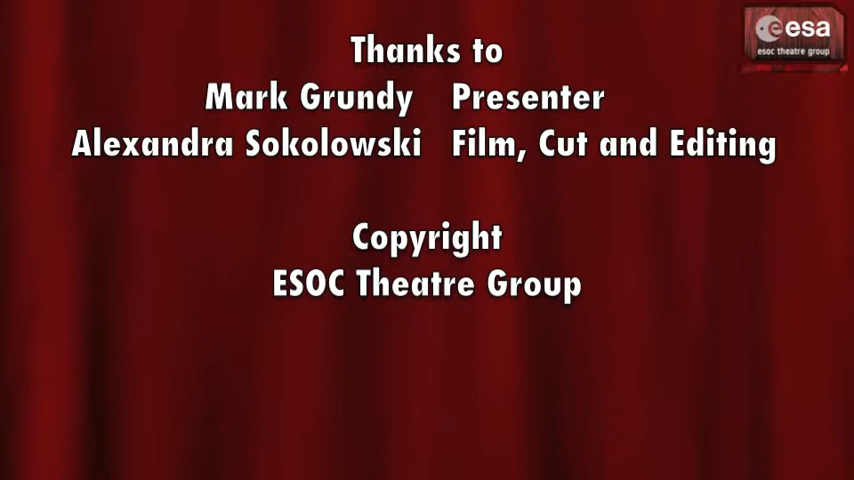 esa
esoc theatre group
Thanks to
Mark Grundy Presenter
Alexandra Sokolowski Film, Cut and Editing
Copyright
ESOC Theatre Group